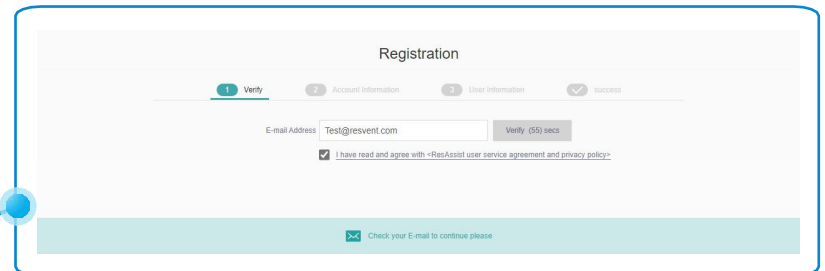 Registration
1 Verify 2 Account Information 3 User Information success
E-mail Address Test@resvent.com Verify (55) secs
I have read and agree with <ResAssist user service agreement and privacy policy>
Check your E-mail to continue please